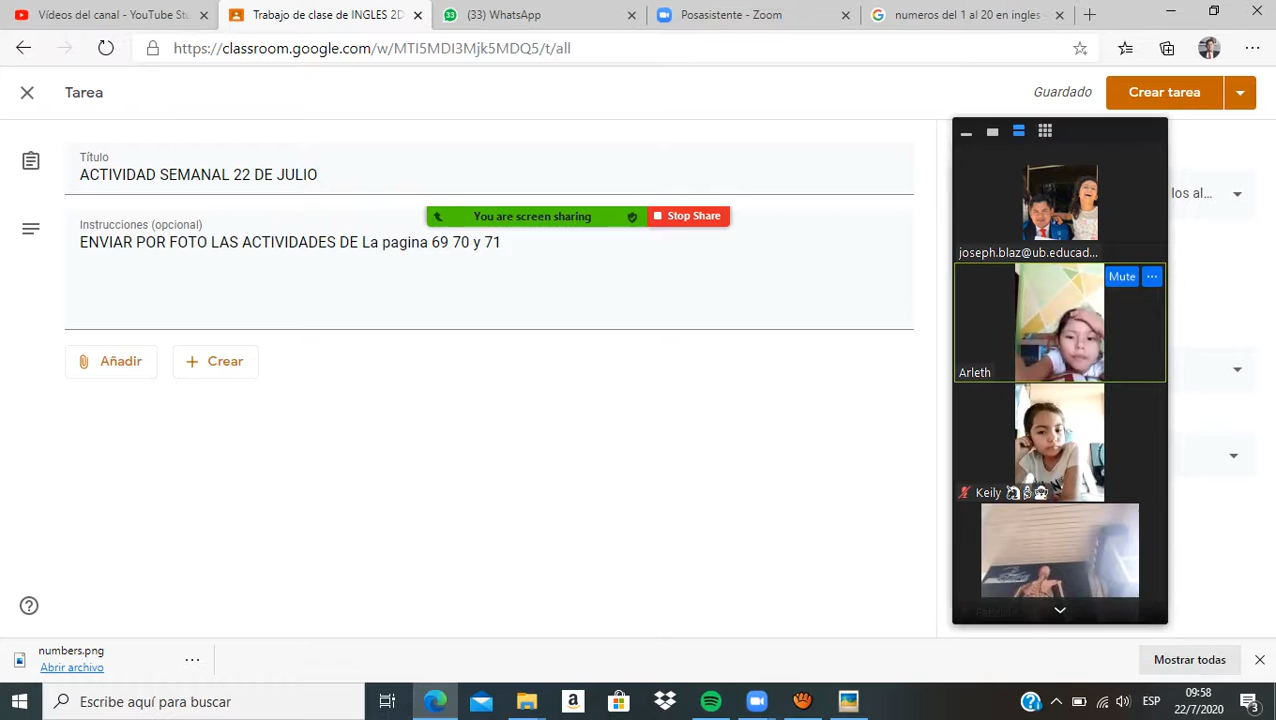 Vídeos del canal - YouTube St
Trabajo de clase de INGLES 2D
(33) WhatsApp
Posasistente - Zoom
numeros del 1 al 20 en ingles -
https://classroom.google.com/w/MTI5MDI3Mjk5MDQ5/t/all
Tarea
Guardado
Crear tarea
Título
ACTIVIDAD SEMANAL 22 DE JULIO
los al...
You are screen sharing
Stop Share
Instrucciones (opcional)
ENVIAR POR FOTO LAS ACTIVIDADES DE La pagina 69 70 y 71
joseph.blaz@ub.educad...
Mute
Añadir
Crear
Arleth
Keily
numbers.png
Abrir archivo
Mostrar todas
Escribe aquí para buscar
ESP
09:58
22/7/2020
3